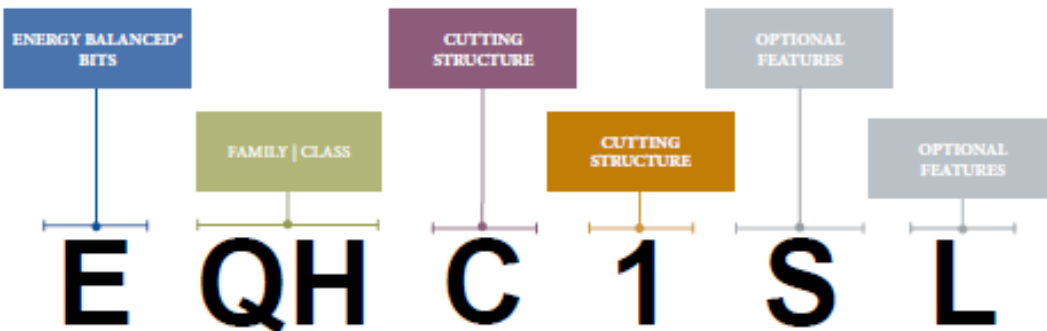 ENERGY BALANCED®
BITS
CUTTING
STRUCTURE
OPTIONAL
FEATURES
FAMILY | CLASS
CUTTING
STRUCTURE
OPTIONAL
FEATURES
E QH C 1 S L